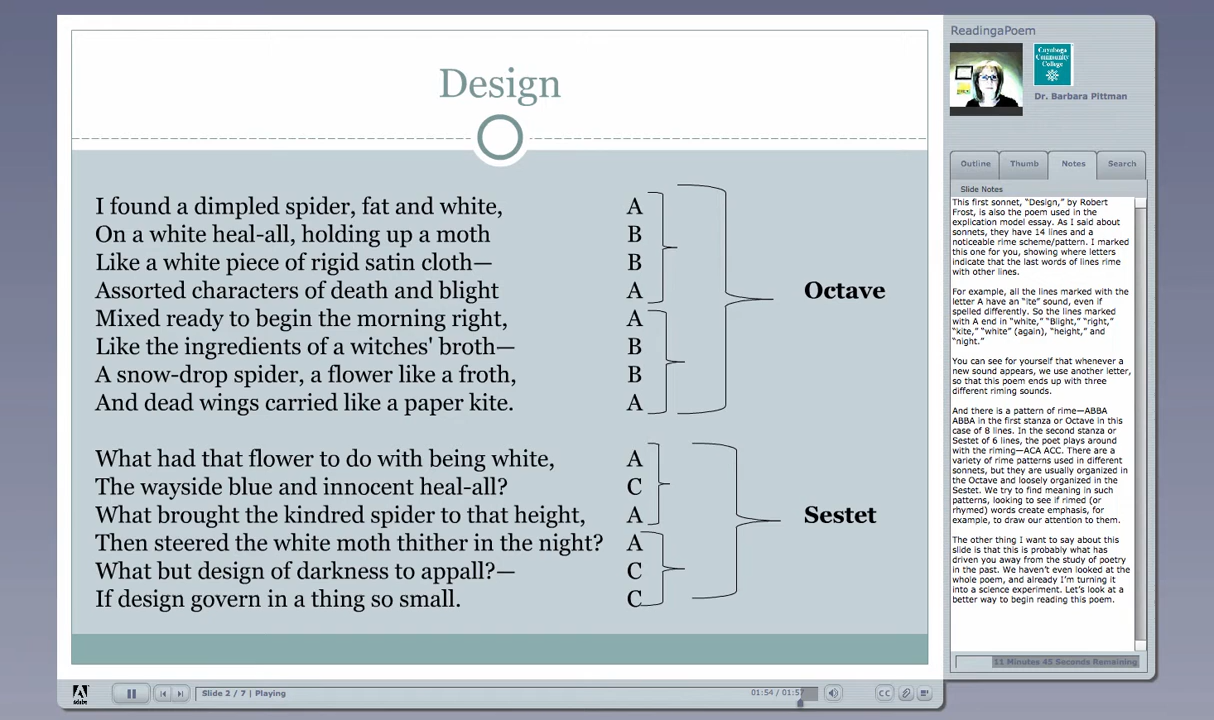 Design
I found a dimpled spider, fat and white,
On a white heal-all, holding up a moth
Like a white piece of rigid satin cloth—
Assorted characters of death and blight
Mixed ready to begin the morning right,
Like the ingredients of a witches' broth—
A snow-drop spider, a flower like a froth,
And dead wings carried like a paper kite.
What had that flower to do with being white,
The wayside blue and innocent heal-all?
What brought the kindred spider to that height,
Then steered the white moth thither in the night?
What but design of darkness to appall?—
If design govern in a thing so small.
A
B
B
A
A
B
B
A
A
C
A
A
C
C
Octave
Sestet
ReadingaPoem
Cuyahoga
Community
College
Dr. Barbara Pittman
Outline
Thumb
Notes
Search
Slide Notes
This first sonnet, "Design," by Robert
Frost, is also the poem used in the
explication model essay. As I said about
sonnets, they have 14 lines and a
noticeable rime scheme/pattern. I marked
this one for you, showing where letters
indicate that the last words of lines rime
with other lines.
For example, all the lines marked with the
letter A have an "ite" sound, even if
spelled differently. So the lines marked
with A end in "white," "Blight," "right,"
"kite," "white" (again), "height," and
"night."
You can see for yourself that whenever a
new sound appears, we use another letter,
so that this poem ends up with three
different riming sounds.
And there is a pattern of rime—ABBA
ABBA in the first stanza or Octave in this
case of 8 lines. In the second stanza or
Sestet of 6 lines, the poet plays around
with the riming—ACA ACC. There are a
variety of rime patterns used in different
sonnets, but they are usually organized in
the Octave and loosely organized in the
Sestet. We try to find meaning in such
patterns, looking to see if rimed (or
rhymed) words create emphasis, for
example, to draw our attention to them.
The other thing I want to say about this
slide is that this is probably what has
driven you away from the study of poetry
in the past. We haven't even looked at the
whole poem, and already I'm turning it
into a science experiment. Let's look at a
better way to begin reading this poem.
11 Minutes 45 Seconds Remaining
Adobe
Slide 2 / 7 | Playing
01:54 / 01:57
CC